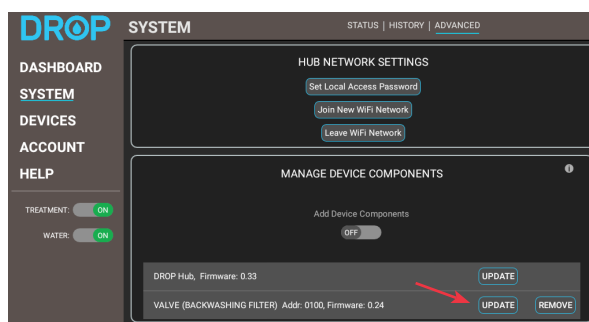 DROP
SYSTEM
STATUS | HISTORY | ADVANCED
DASHBOARD
SYSTEM
DEVICES
ACCOUNT
HELP
TREATMENT: ON
WATER: ON
HUB NETWORK SETTINGS
Set Local Access Password
Join New WiFi Network
Leave WiFi Network
MANAGE DEVICE COMPONENTS
Add Device Components
OFF
DROP Hub, Firmware: 0.33 UPDATE
VALVE (BACKWASHING FILTER) Addr: 0100, Firmware: 0.24 UPDATE REMOVE